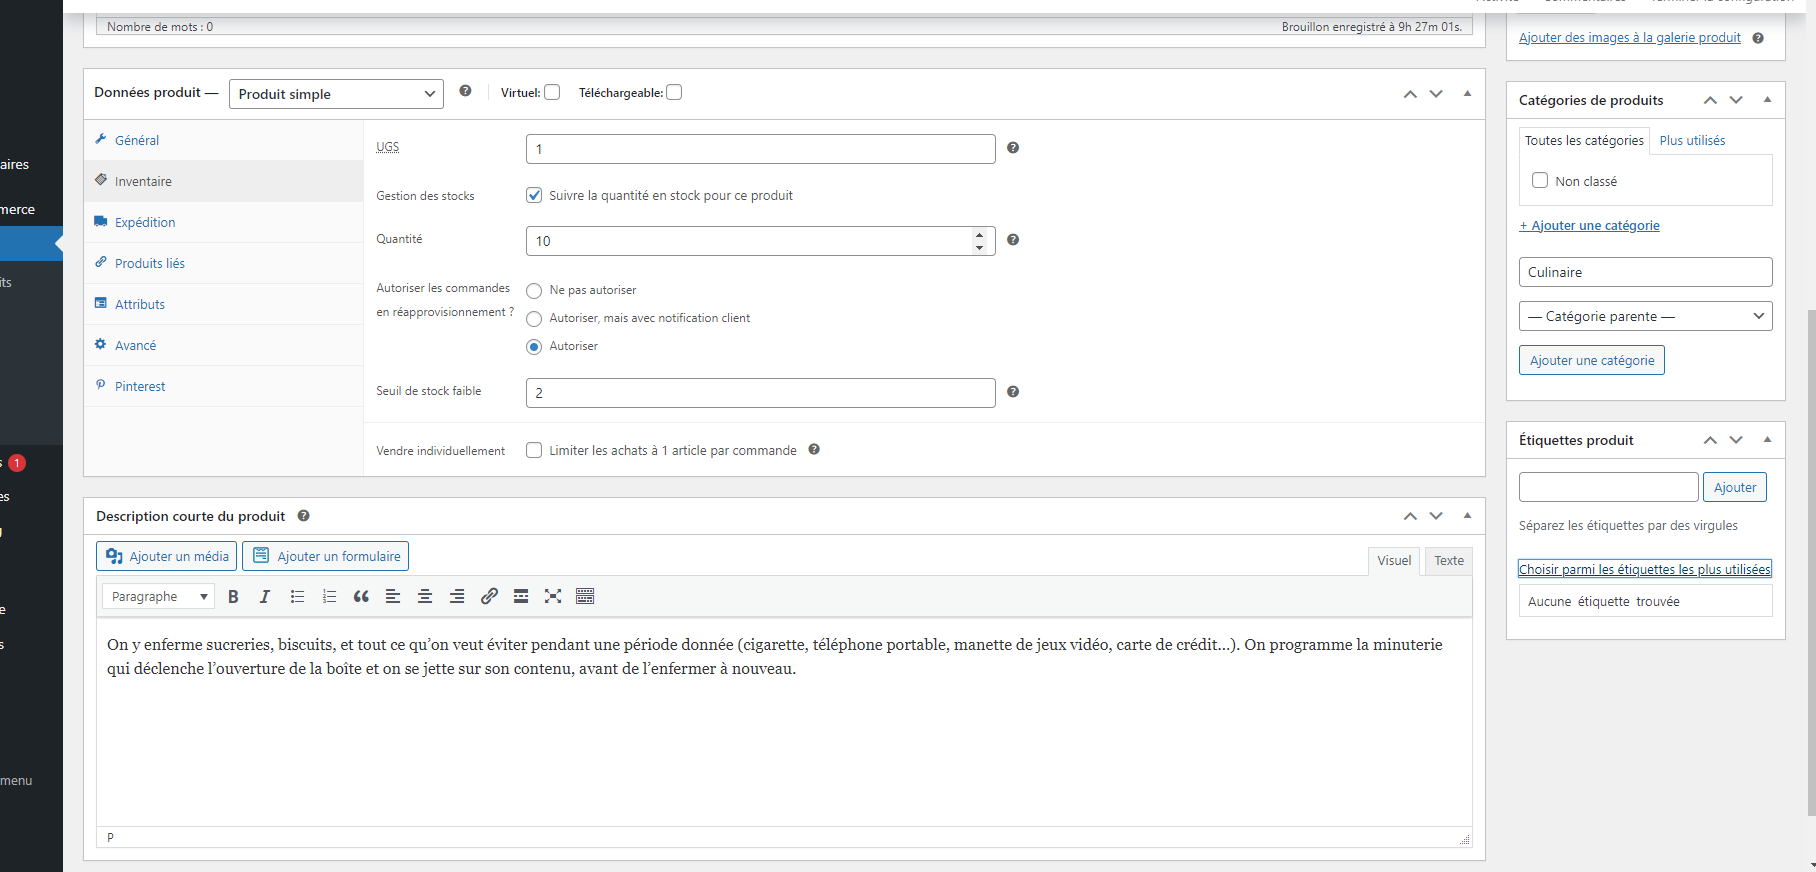 Nombre de mots : 0
Brouillon enregistré à 9h 27m 01s.
Ajouter des images à la galerie produit
Données produit —
Produit simple
Virtuel:
Téléchargeable:
Général
Inventaire
Expédition
Produits liés
Attributs
Avancé
Pinterest
UGS
1
Gestion des stocks
Suivre la quantité en stock pour ce produit
Quantité
10
Autoriser les commandes
en réapprovisionnement ?
Ne pas autoriser
Autoriser, mais avec notification client
Autoriser
Seuil de stock faible
2
Vendre individuellement
Limiter les achats à 1 article par commande
Description courte du produit
Ajouter un média
Ajouter un formulaire
Visuel
Texte
Paragraphe
On y enferme sucreries, biscuits, et tout ce qu’on veut éviter pendant une période donnée (cigarette, téléphone portable, manette de jeux vidéo, carte de crédit…). On programme la minuterie
qui déclenche l’ouverture de la boîte et on se jette sur son contenu, avant de l’enfermer à nouveau.
P
Catégories de produits
Toutes les catégories
Plus utilisés
Non classé
+ Ajouter une catégorie
Culinaire
— Catégorie parente —
Ajouter une catégorie
Étiquettes produit
Ajouter
Séparez les étiquettes par des virgules
Choisir parmi les étiquettes les plus utilisées
Aucune étiquette trouvée
aires
merce
its
s 1
es
e
s
menu